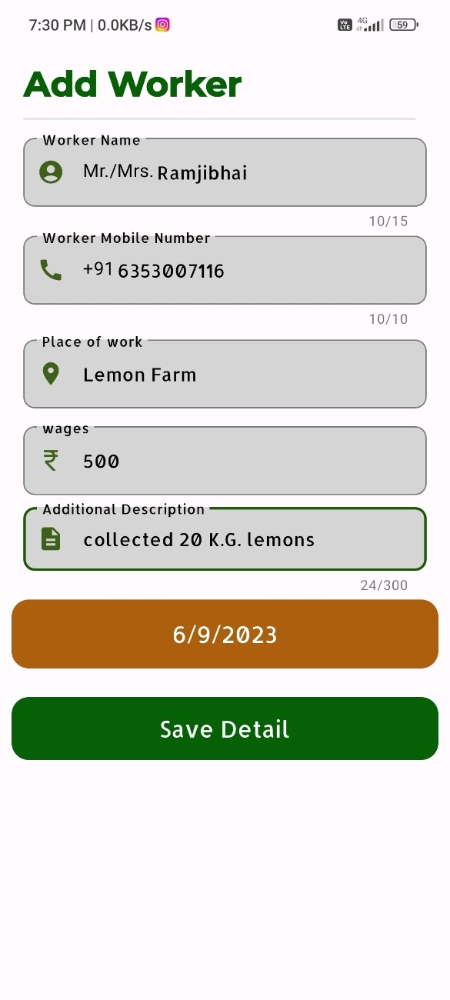 7:30 PM | 0.0KB/s Vo LTE 4G 59
Add Worker
Worker Name
Mr./Mrs. Ramjibhai
10/15
Worker Mobile Number
+91 6353007116
10/10
Place of work
Lemon Farm
wages
₹ 500
Additional Description
collected 20 K.G. lemons
24/300
6/9/2023
Save Detail